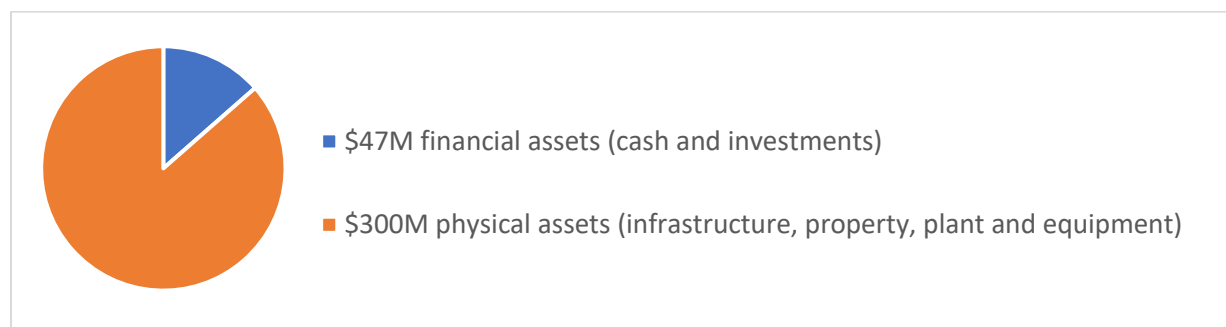 $47M financial assets (cash and investments)
$300M physical assets (infrastructure, property, plant and equipment)